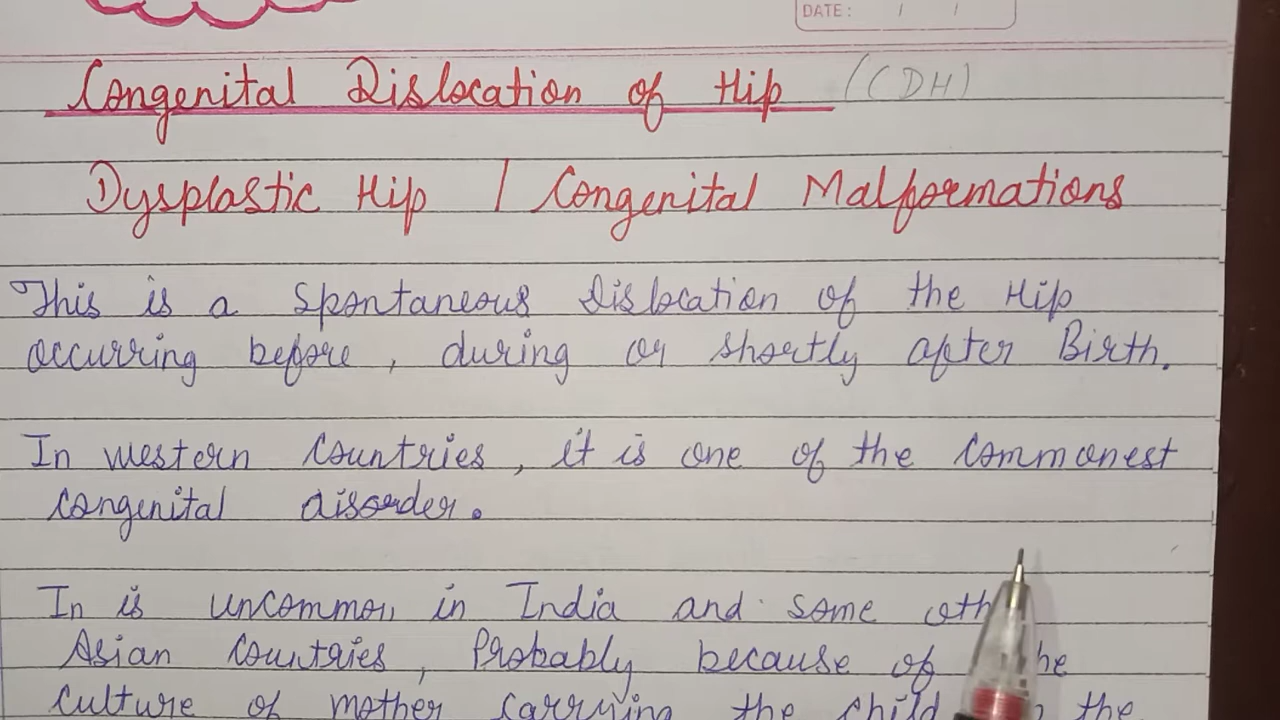 DATE: / /
Congenital Dislocation of Hip (CDH)
Dysplastic Hip / Congenital Malformations
This is a spontaneous dislocation of the Hip
occurring before, during or shortly after Birth.
In western countries, it is one of the commonest
congenital disorder.
In is uncommon in India and some oth
Asian countries, Probably because of he
culture of mother carrying the child the